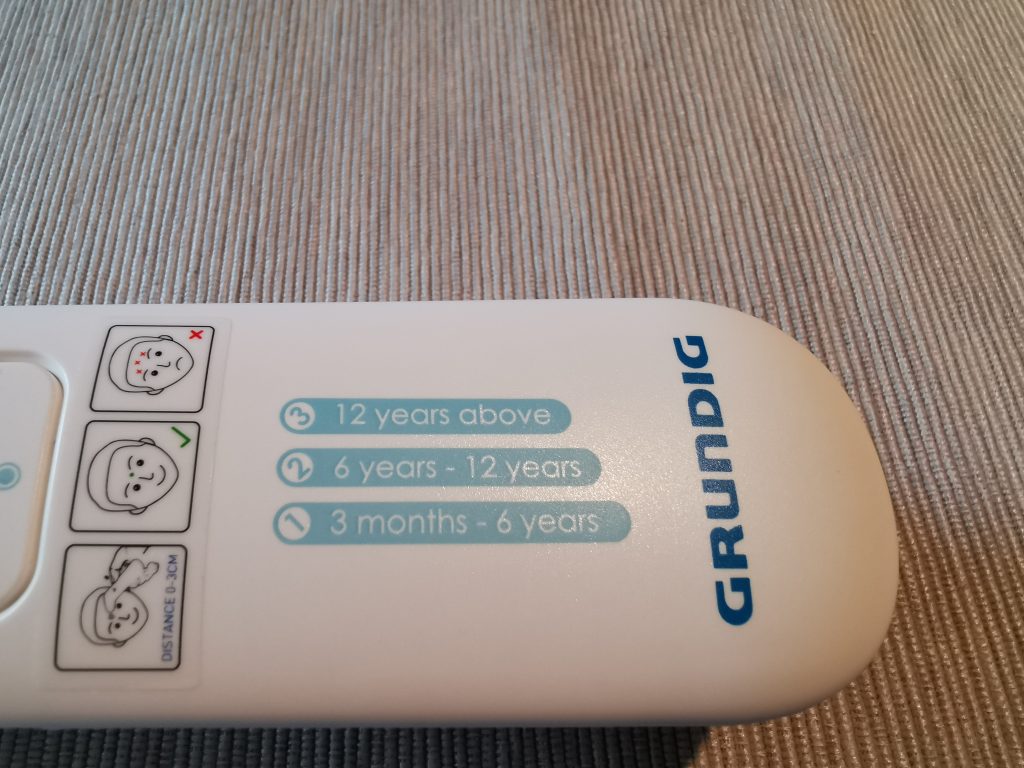 3 12 years above
2 6 years - 12 years
1 3 months - 6 years
GRUNDIG
DISTANCE 0-3CM